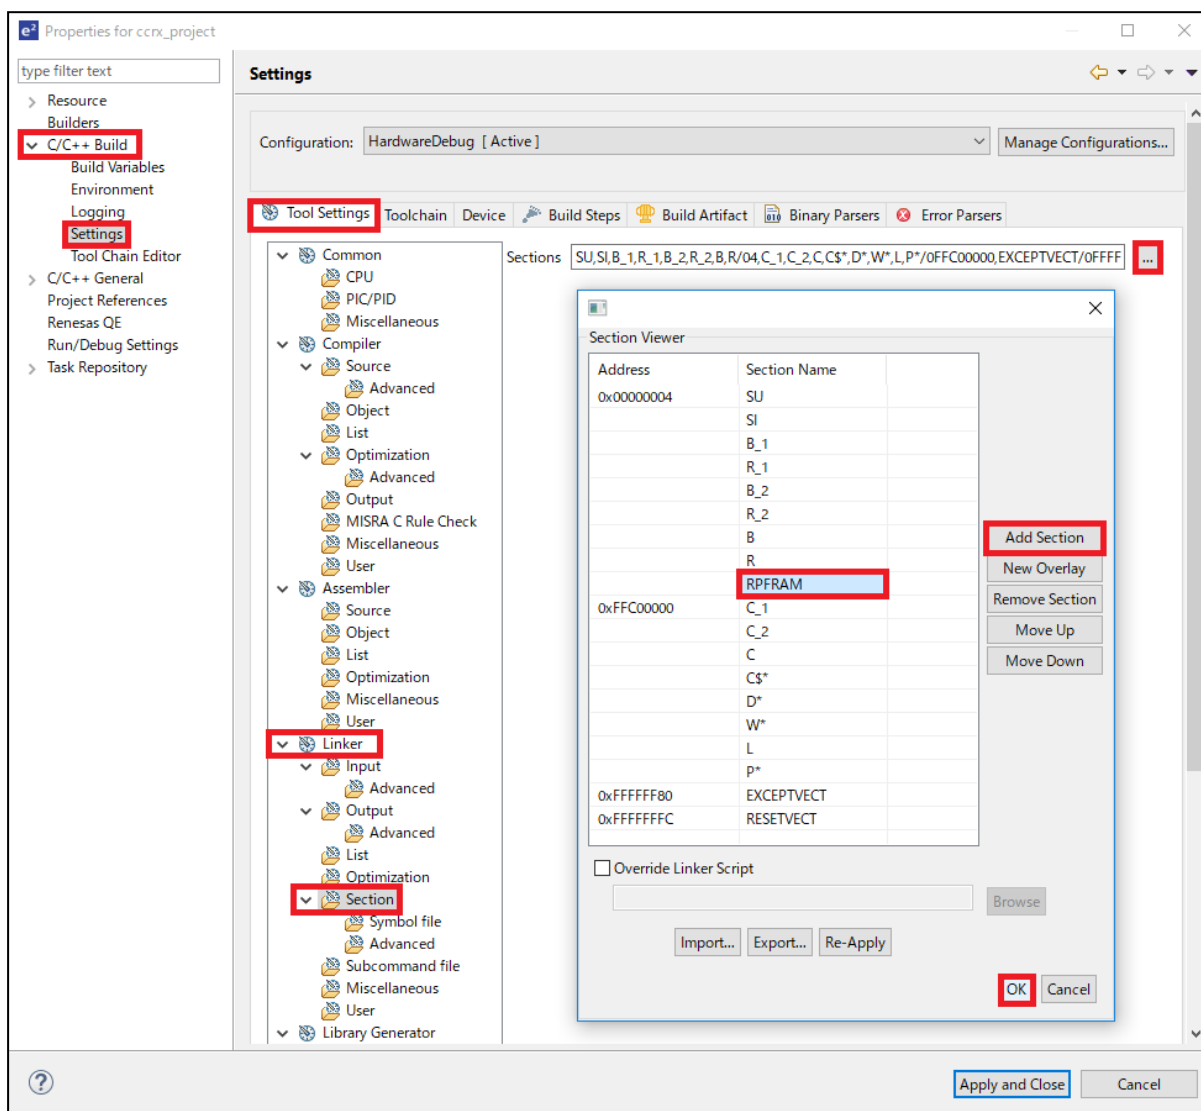 e² Properties for ccrx_project
type filter text
Settings
Resource
Builders
C/C++ Build
Build Variables
Environment
Logging
Settings
Tool Chain Editor
C/C++ General
Project References
Renesas QE
Run/Debug Settings
Task Repository
Configuration: HardwareDebug [ Active ] Manage Configurations...
Tool Settings Toolchain Device Build Steps Build Artifact Binary Parsers Error Parsers
Common
CPU
PIC/PID
Miscellaneous
Compiler
Source
Advanced
Object
List
Optimization
Advanced
Output
MISRA C Rule Check
Miscellaneous
User
Assembler
Source
Object
List
Optimization
Miscellaneous
User
Linker
Input
Advanced
Output
Advanced
List
Optimization
Section
Symbol file
Advanced
Subcommand file
Miscellaneous
User
Library Generator
Sections SU,SI,B_1,R_1,B_2,R_2,B,R/04,C_1,C_2,C,C$*,D*,W*,L,P*/0FFC00000,EXCEPTVECT/0FFFF ...
Section Viewer
Address Section Name
0x00000004 SU
SI
B_1
R_1
B_2
R_2
B
R
RPFRAM
0xFFC00000 C_1
C_2
C
C$*
D*
W*
L
P*
0xFFFFFF80 EXCEPTVECT
0xFFFFFFFC RESETVECT
Add Section
New Overlay
Remove Section
Move Up
Move Down
Override Linker Script
Browse
Import... Export... Re-Apply
OK Cancel
? Apply and Close Cancel